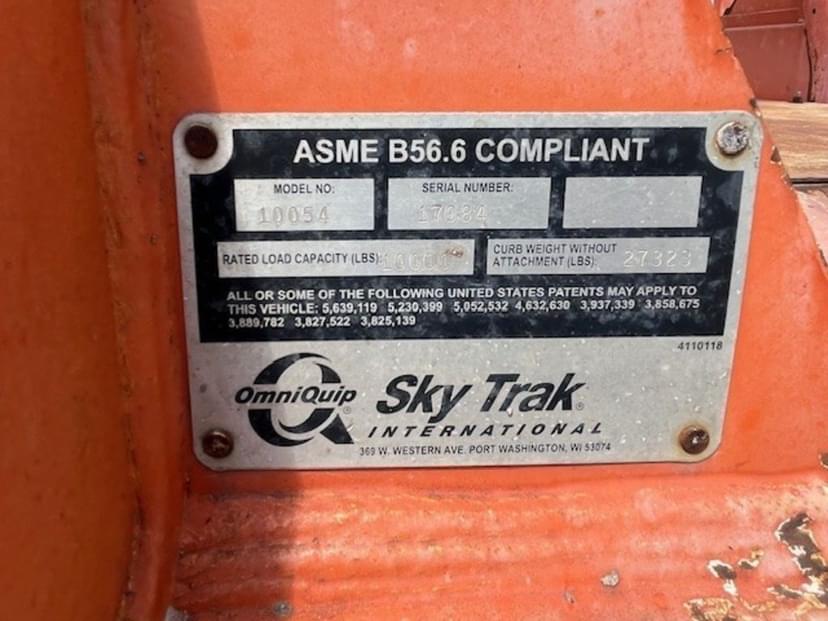 ASME B56.6 COMPLIANT
MODEL NO: SERIAL NUMBER:
10054 17084
RATED LOAD CAPACITY (LBS): 10000
CURB WEIGHT WITHOUT
ATTACHMENT (LBS): 27323
ALL OR SOME OF THE FOLLOWING UNITED STATES PATENTS MAY APPLY TO
THIS VEHICLE: 5,639,119 5,230,399 5,052,532 4,632,630 3,937,339 3,858,675
3,889,782 3,827,522 3,825,139
4110118
OmniQuip ®
Sky Trak®
INTERNATIONAL
369 W. WESTERN AVE. PORT WASHINGTON, WI 53074